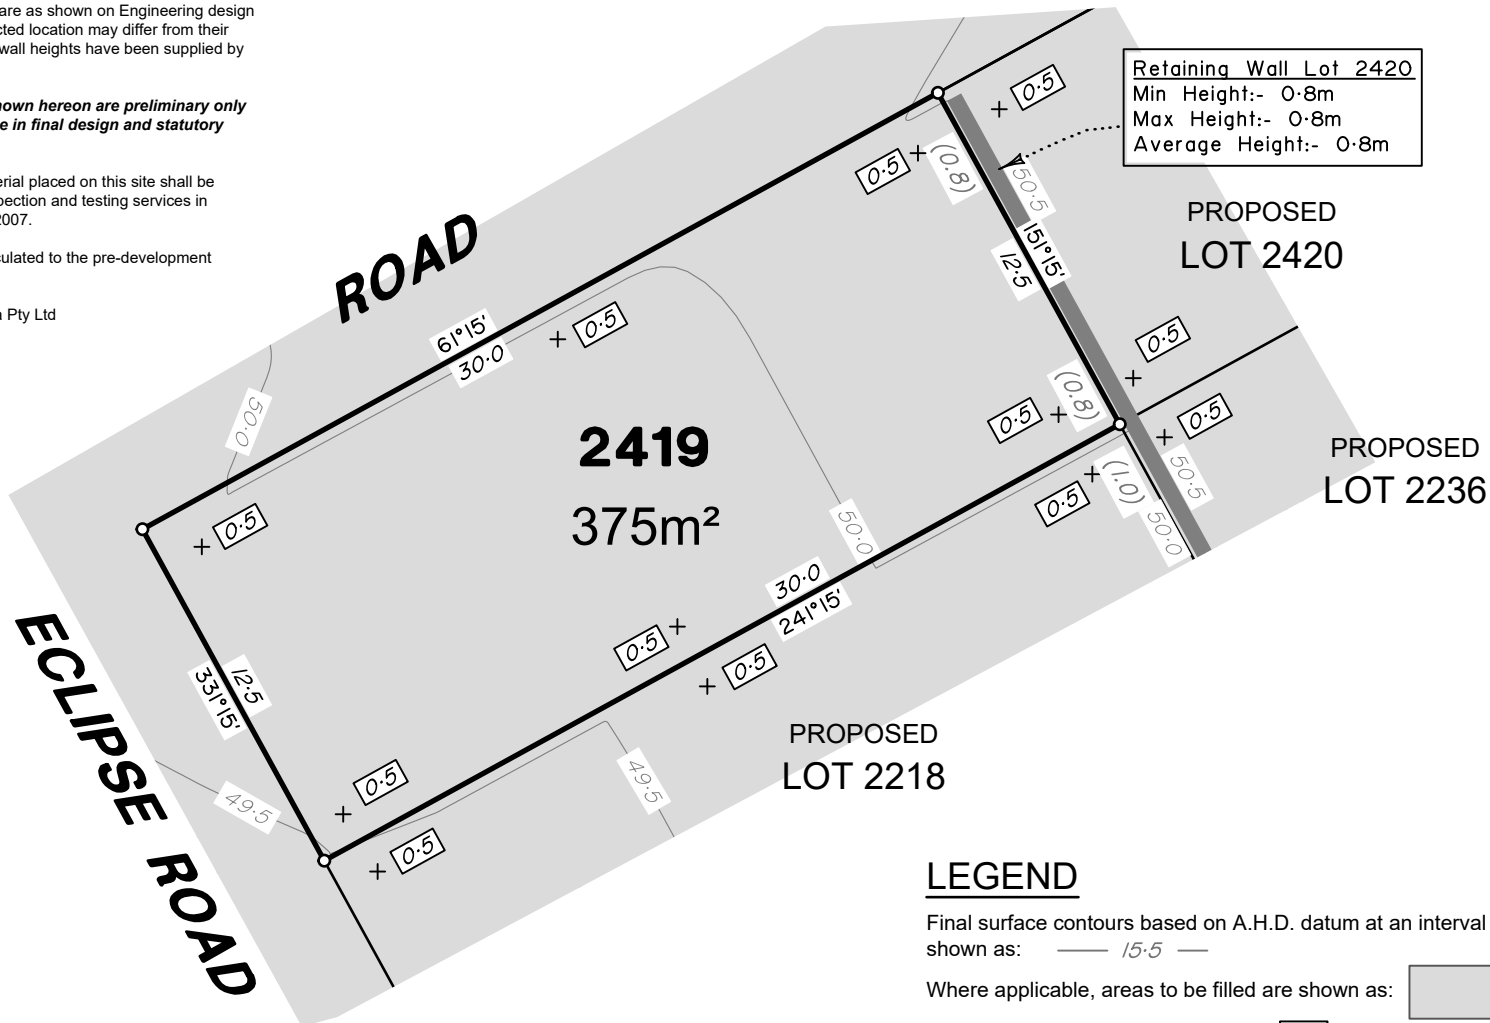 are as shown on Engineering design
cted location may differ from their
wall heights have been supplied by
nown hereon are preliminary only
e in final design and statutory
erial placed on this site shall be
pection and testing services in
2007.
culated to the pre-development
Pty Ltd
Retaining Wall Lot 2420
Min Height:- 0·8m
Max Height:- 0·8m
Average Height:- 0·8m
0·5
0·5
(0.8)
50·5
PROPOSED
LOT 2420
ROAD
151°15'
12·5
61°15'
30·0
0·5
0·5
50·0
(0.8)
0·5
0·5
2419
375m²
PROPOSED
LOT 2236
0·5
0·5
(1.0)
50·5
50·0
50·0
30·0
241°15'
0·5
0·5
ECLIPSE ROAD
12·5
331°15'
PROPOSED
LOT 2218
49·5
0·5
49·5
0·5
LEGEND
Final surface contours based on A.H.D. datum at an interval
shown as: 15·5
Where applicable, areas to be filled are shown as: